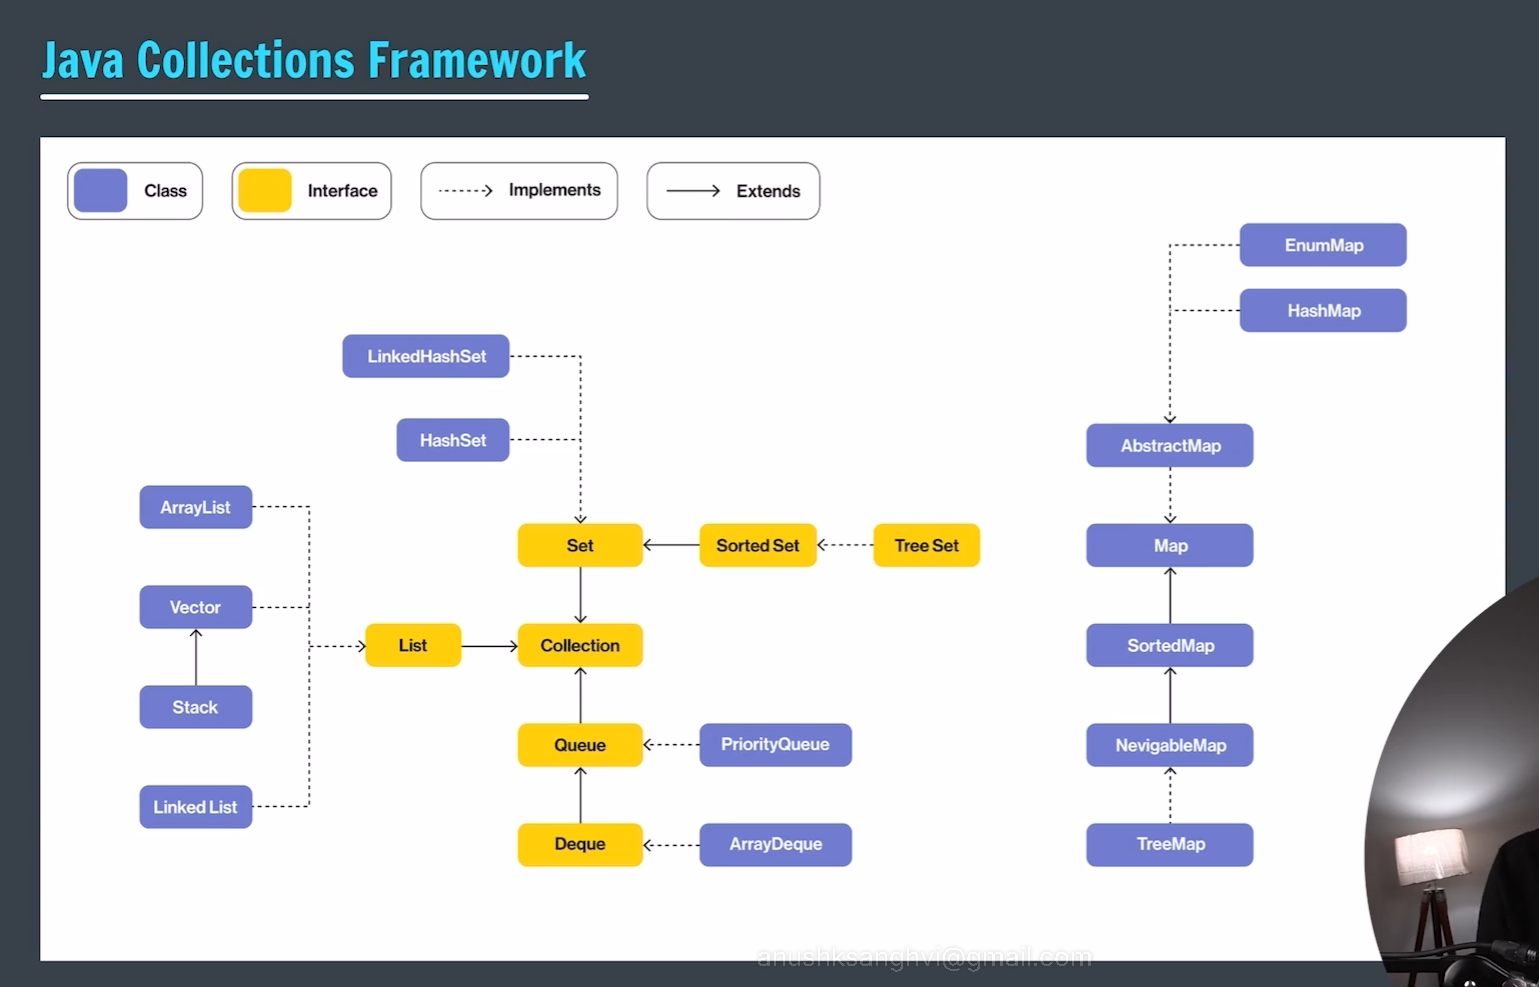 Java Collections Framework
Class
Interface
Implements
Extends
EnumMap
HashMap
LinkedHashSet
HashSet
AbstractMap
ArrayList
Set
Sorted Set
Tree Set
Map
Vector
List
Collection
SortedMap
Stack
Queue
PriorityQueue
NevigableMap
Linked List
Deque
ArrayDeque
TreeMap
anushksanghvi@gmail.com